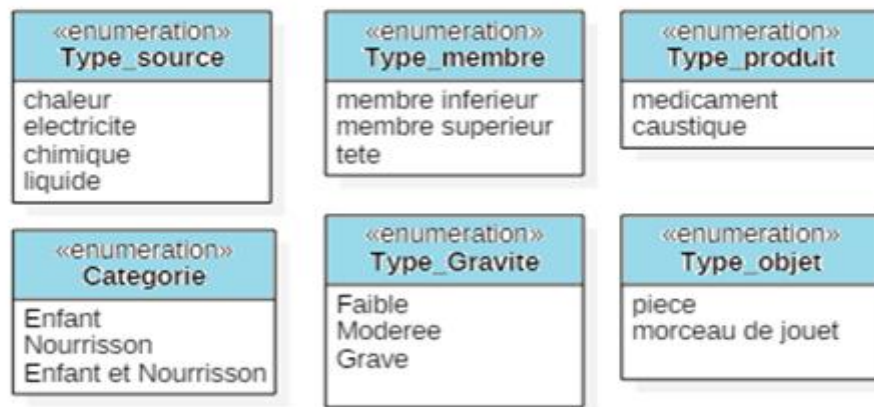 «enumeration»
Type_source
chaleur
electricite
chimique
liquide
«enumeration»
Type_membre
membre inferieur
membre superieur
tete
«enumeration»
Type_produit
medicament
caustique
«enumeration»
Categorie
Enfant
Nourrisson
Enfant et Nourrisson
«enumeration»
Type_Gravite
Faible
Moderee
Grave
«enumeration»
Type_objet
piece
morceau de jouet